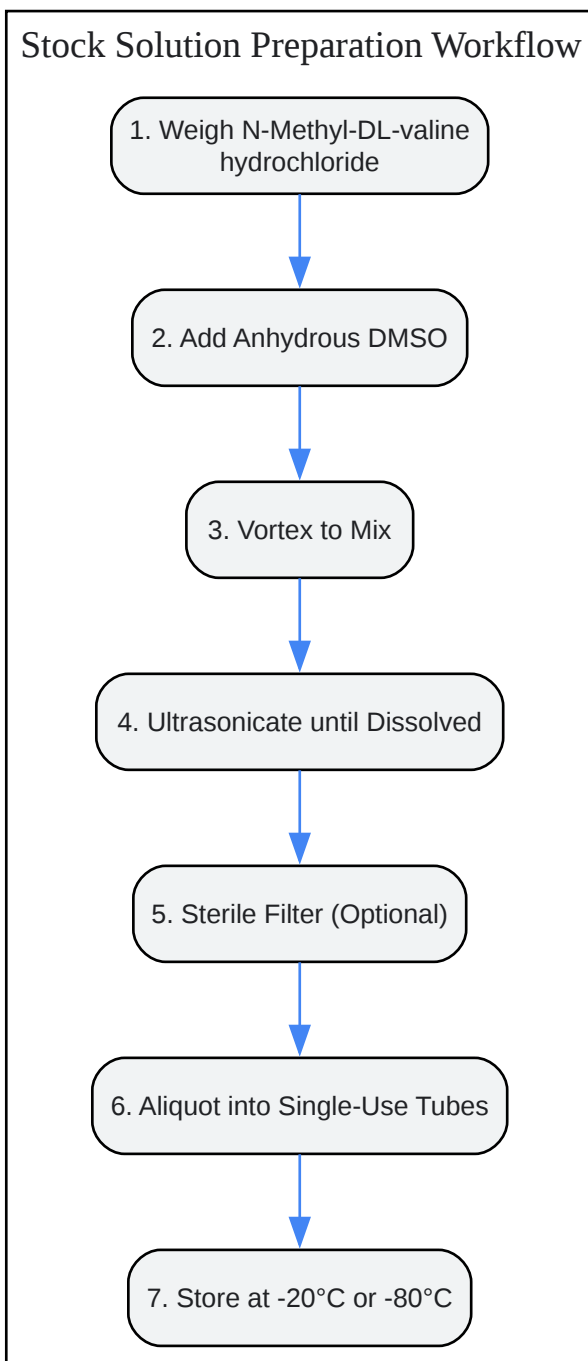 Stock Solution Preparation Workflow
1. Weigh N-Methyl-DL-valine
hydrochloride
2. Add Anhydrous DMSO
3. Vortex to Mix
4. Ultrasonicate until Dissolved
5. Sterile Filter (Optional)
6. Aliquot into Single-Use Tubes
7. Store at -20°C or -80°C